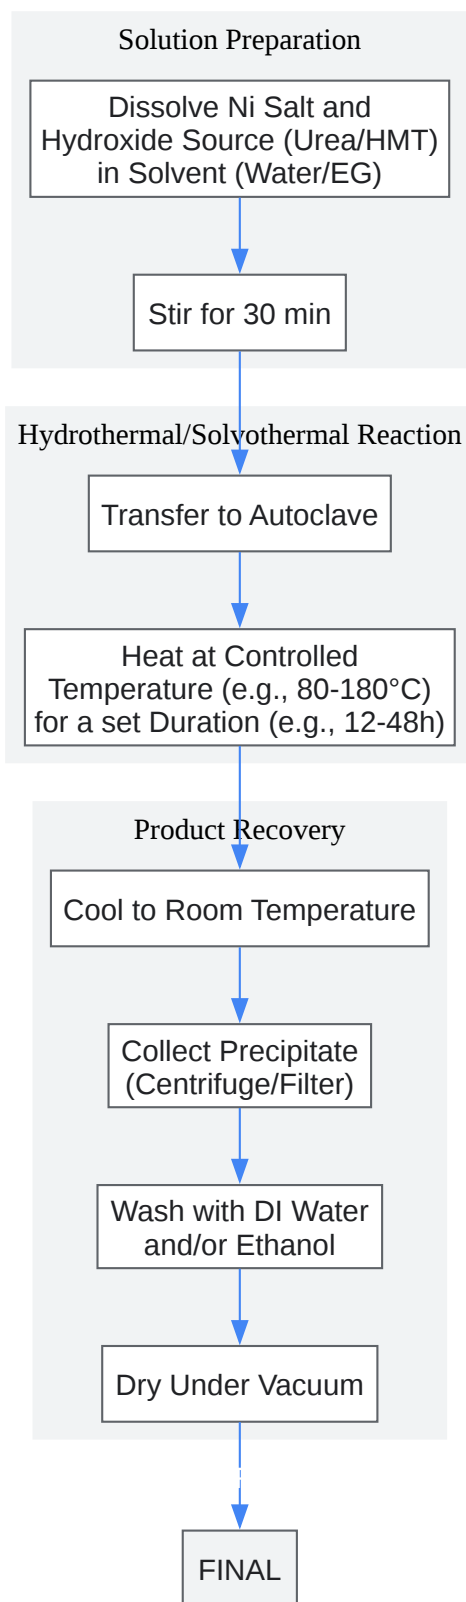 Solution Preparation
Dissolve Ni Salt and
Hydroxide Source (Urea/HMT)
in Solvent (Water/EG)
Stir for 30 min
Hydrothermal/Solvothermal Reaction
Transfer to Autoclave
Heat at Controlled
Temperature (e.g., 80-180°C)
for a set Duration (e.g., 12-48h)
Product Recovery
Cool to Room Temperature
Collect Precipitate
(Centrifuge/Filter)
Wash with DI Water
and/or Ethanol
Dry Under Vacuum
FINAL